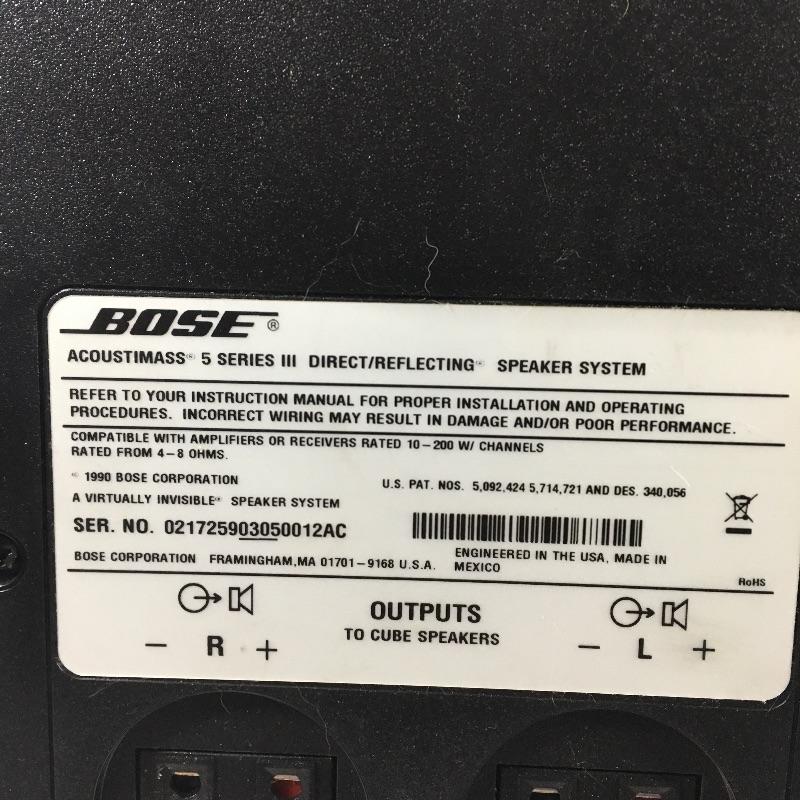 BOSE®
ACOUSTIMASS® 5 SERIES III DIRECT/REFLECTING® SPEAKER SYSTEM
REFER TO YOUR INSTRUCTION MANUAL FOR PROPER INSTALLATION AND OPERATING
PROCEDURES. INCORRECT WIRING MAY RESULT IN DAMAGE AND/OR POOR PERFORMANCE.
COMPATIBLE WITH AMPLIFIERS OR RECEIVERS RATED 10–200 W/ CHANNELS
RATED FROM 4–8 OHMS.
© 1990 BOSE CORPORATION
U.S. PAT. NOS. 5,092,424 5,714,721 AND DES. 340,056
A VIRTUALLY INVISIBLE® SPEAKER SYSTEM
SER. NO. 021725903050012AC
BOSE CORPORATION FRAMINGHAM,MA 01701–9168 U.S.A.
ENGINEERED IN THE USA, MADE IN
MEXICO
RoHS
OUTPUTS
TO CUBE SPEAKERS
– R +
– L +